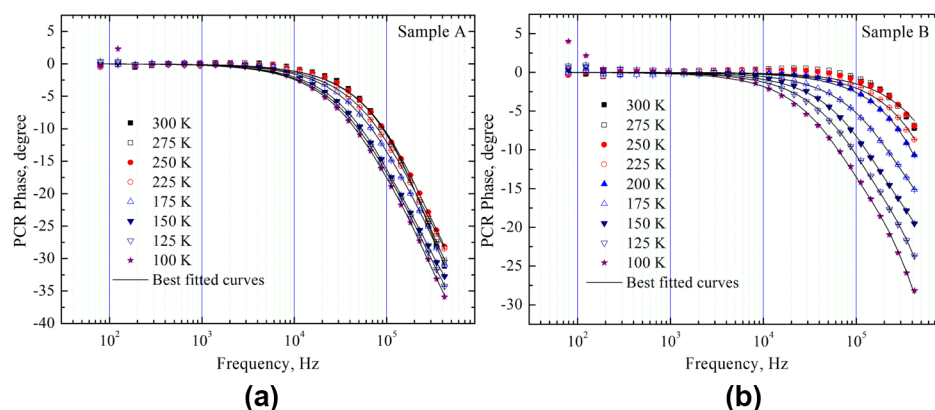 Sample A
5
0
-5
-10
-15
-20
-25
-30
-35
-40
PCR Phase, degree
300 K
275 K
250 K
225 K
175 K
150 K
125 K
100 K
Best fitted curves
10^2
10^3
10^4
10^5
Frequency, Hz
(a)
Sample B
5
0
-5
-10
-15
-20
-25
-30
PCR Phase, degree
300 K
275 K
250 K
225 K
200 K
175 K
150 K
125 K
100 K
Best fitted curves
10^2
10^3
10^4
10^5
Frequency, Hz
(b)